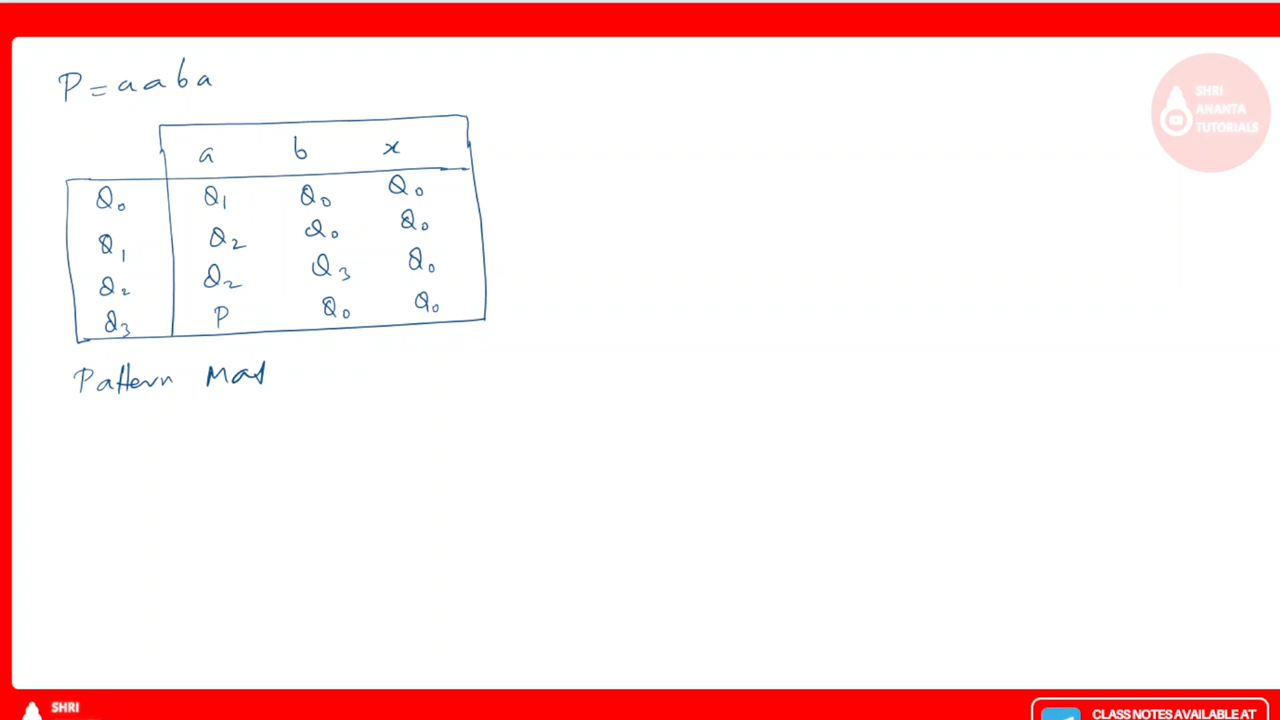 P = aaba
a b x
Q0 Q1 Q0 Q0
Q1 Q2 Q0 Q0
Q2 Q2 Q3 Q0
Q3 P Q0 Q0
Pattern Mat
SHRI
ANANTA
TUTORIALS
SHRI
CLASS NOTES AVAILABLE AT